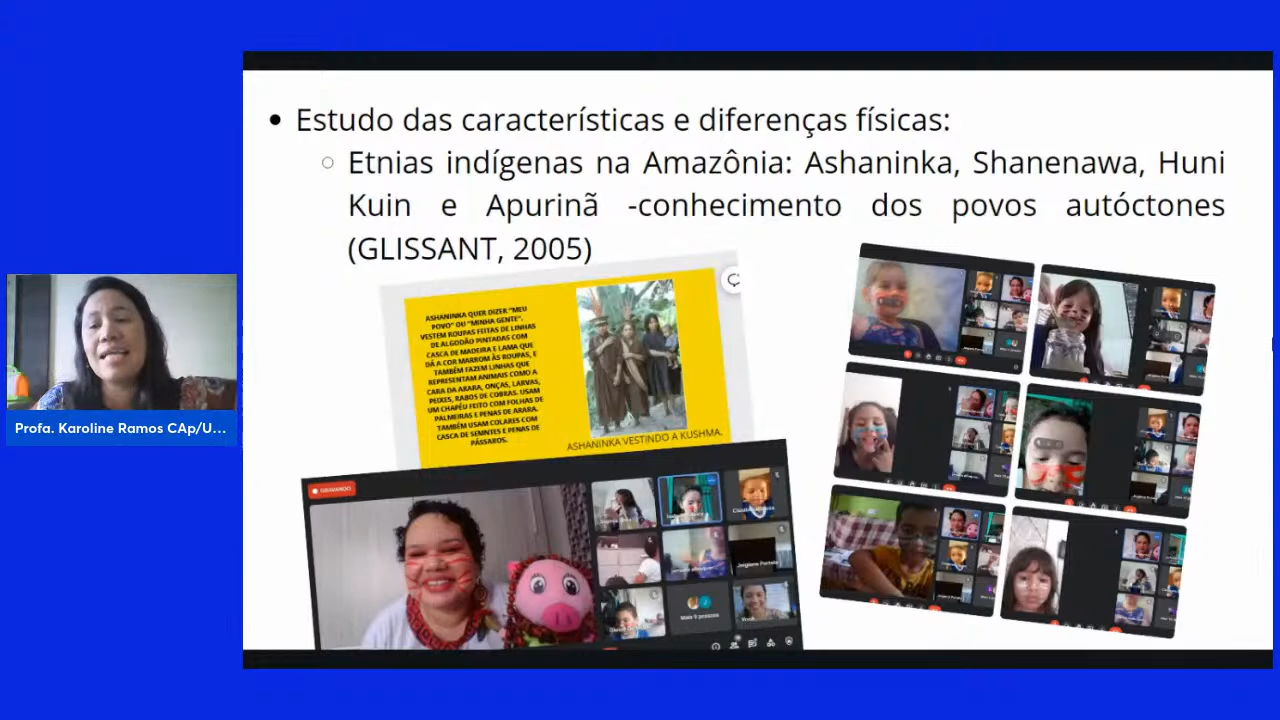 • Estudo das características e diferenças físicas:
○ Etnias indígenas na Amazônia: Ashaninka, Shanenawa, Huni
Kuin e Apurinã -conhecimento dos povos autóctones
(GLISSANT, 2005)
ASHANINKA QUER DIZER "MEU
POVO" OU "MINHA GENTE".
VESTEM ROUPAS FEITAS DE LINHAS
DE ALGODÃO PINTADAS COM
CASCA DE MADEIRA E LAMA QUE
DÁ A COR MARROM ÀS ROUPAS, E
TAMBÉM FAZEM LINHAS QUE
REPRESENTAM ANIMAIS COMO A
CARA DA ARARA, ONÇAS, LARVAS,
PEIXES, RABOS DE COBRAS. USAM
UM CHAPÉU FEITO COM FOLHAS DE
PALMEIRAS E PENAS DE ARARA.
TAMBÉM USAM COLARES COM
CASCA DE SEMNTES E PENAS DE
PÁSSAROS.
ASHANINKA VESTINDO A KUSHMA.
Profa. Karoline Ramos CAp/U...
GRAVANDO
Mais 9 pessoas